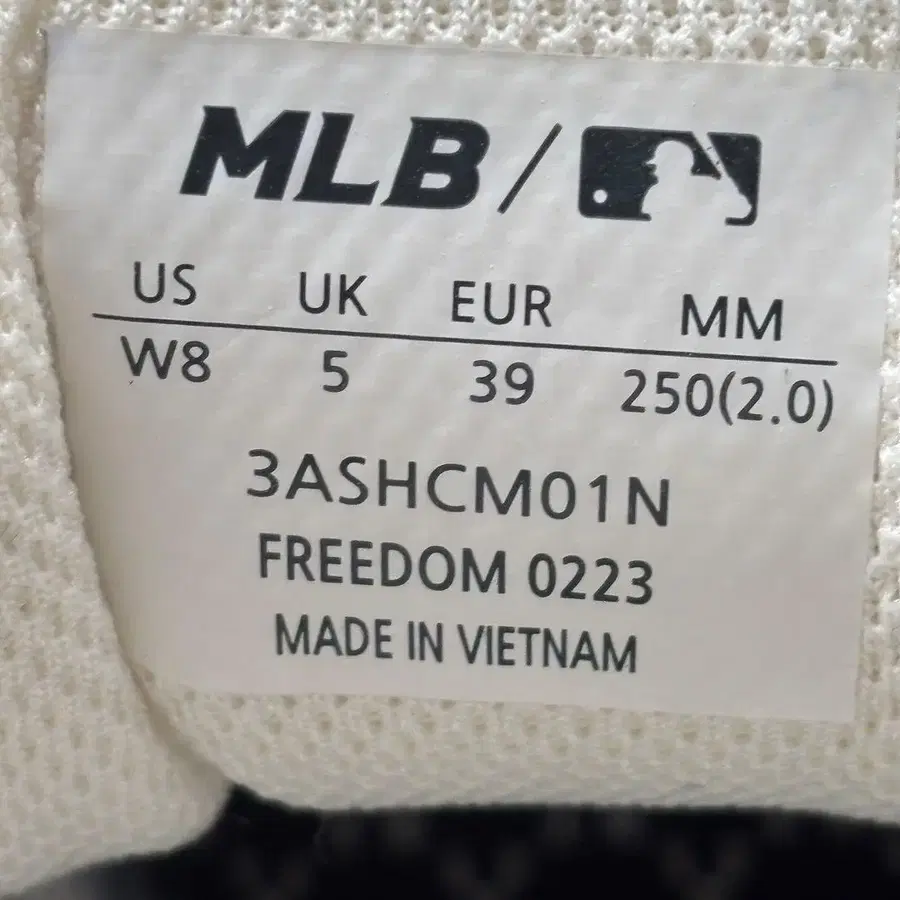 MLB /
US UK EUR MM
W8 5 39 250(2.0)
3ASHCM01N
FREEDOM 0223
MADE IN VIETNAM